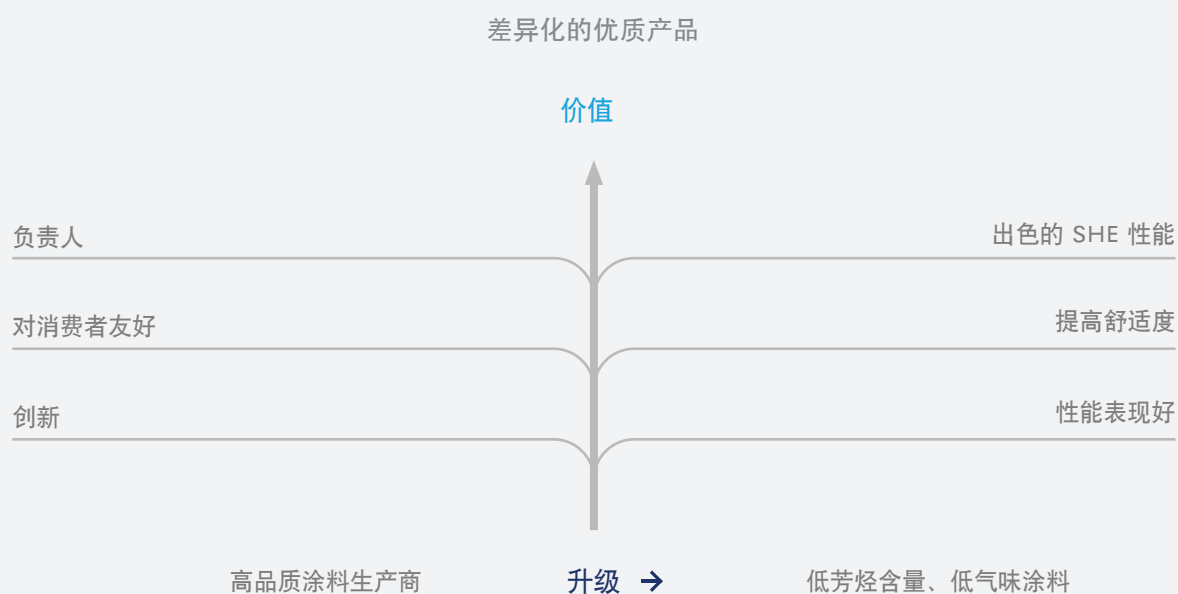 差异化的优质产品
价值
负责人
出色的 SHE 性能
对消费者友好
提高舒适度
创新
性能表现好
高品质涂料生产商
升级
低芳烃含量、低气味涂料